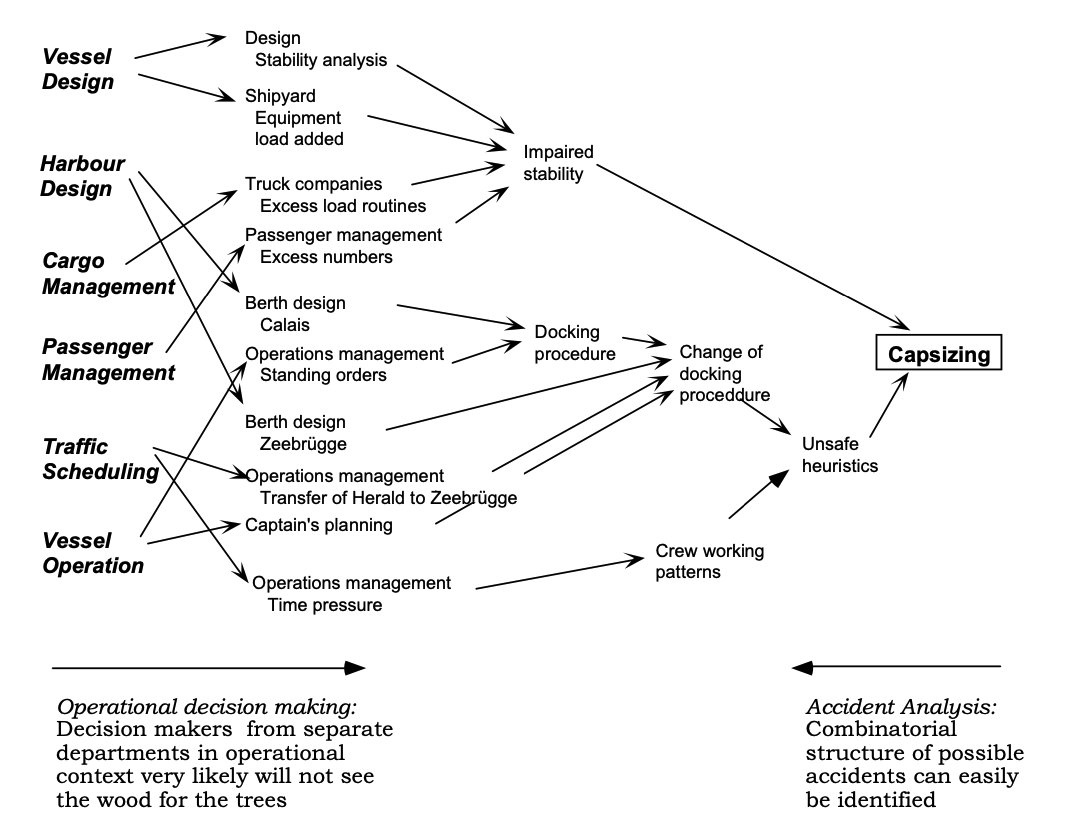 Vessel
Design
Harbour
Design
Cargo
Management
Passenger
Management
Traffic
Scheduling
Vessel
Operation
Design
Stability analysis
Shipyard
Equipment
load added
Truck companies
Excess load routines
Passenger management
Excess numbers
Berth design
Calais
Operations management
Standing orders
Berth design
Zeebrügge
Operations management
Transfer of Herald to Zeebrügge
Captain's planning
Operations management
Time pressure
Impaired
stability
Docking
procedure
Change of
docking
proceddure
Crew working
patterns
Unsafe
heuristics
Capsizing
Operational decision making:
Decision makers from separate
departments in operational
context very likely will not see
the wood for the trees
Accident Analysis:
Combinatorial
structure of possible
accidents can easily
be identified